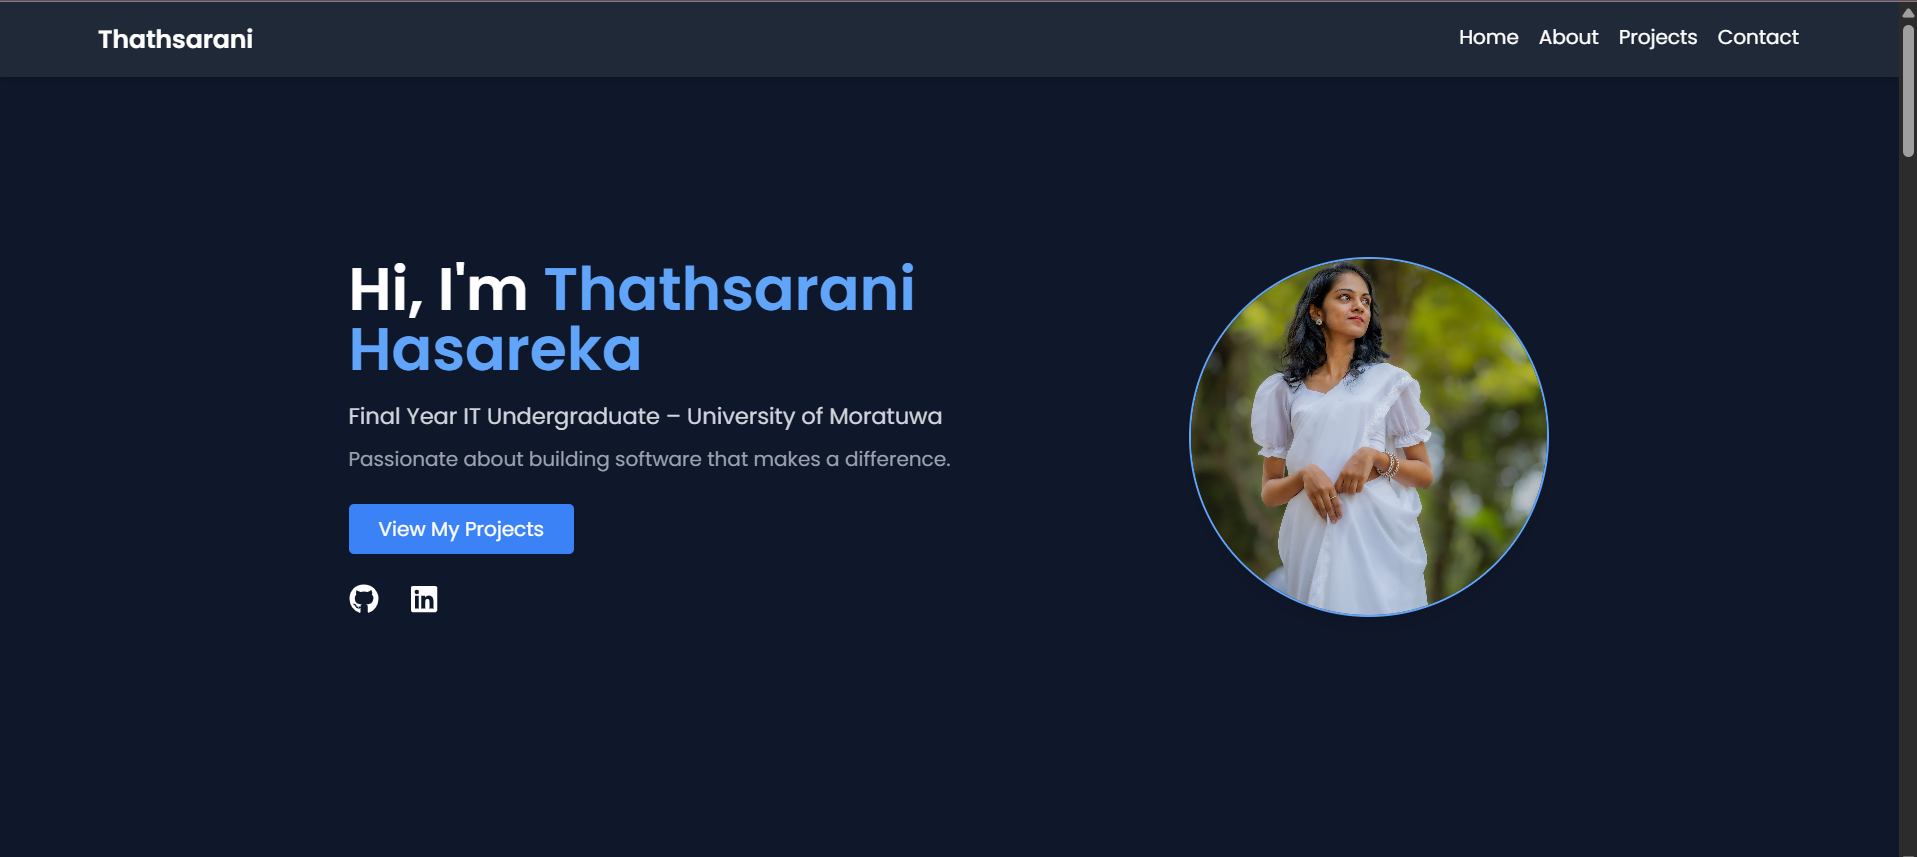 Thathsarani
Home About Projects Contact
Hi, I'm Thathsarani
Hasareka
Final Year IT Undergraduate – University of Moratuwa
Passionate about building software that makes a difference.
View My Projects
in